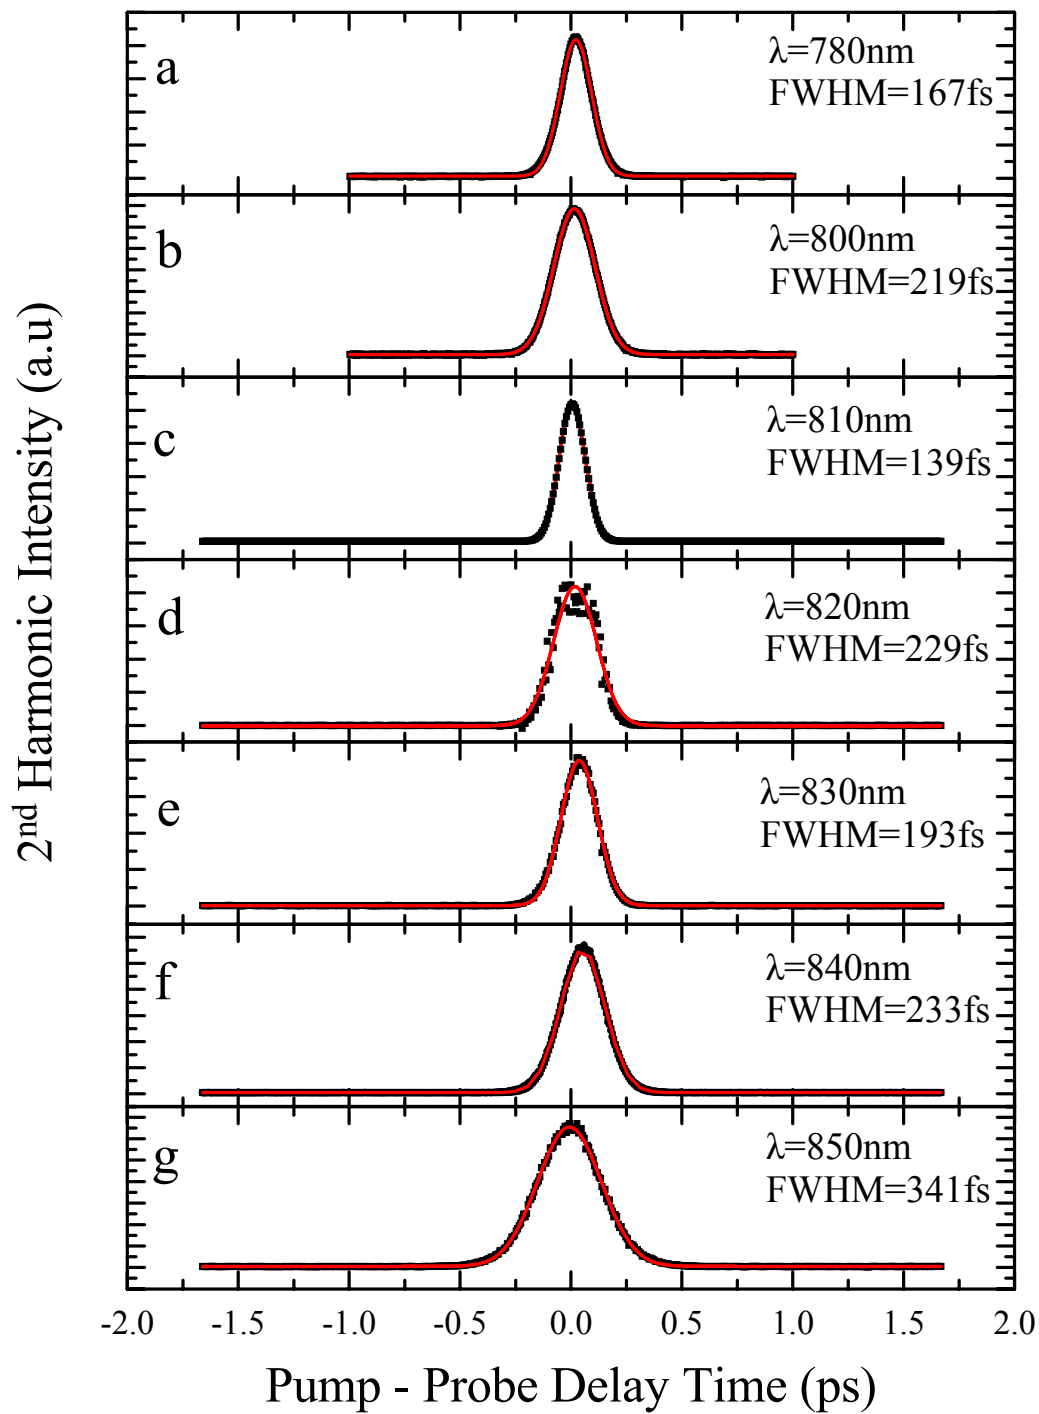 2nd Harmonic Intensity (a.u)
a
λ=780nm
FWHM=167fs
b
λ=800nm
FWHM=219fs
c
λ=810nm
FWHM=139fs
d
λ=820nm
FWHM=229fs
e
λ=830nm
FWHM=193fs
f
λ=840nm
FWHM=233fs
g
λ=850nm
FWHM=341fs
-2.0 -1.5 -1.0 -0.5 0.0 0.5 1.0 1.5 2.0
Pump - Probe Delay Time (ps)